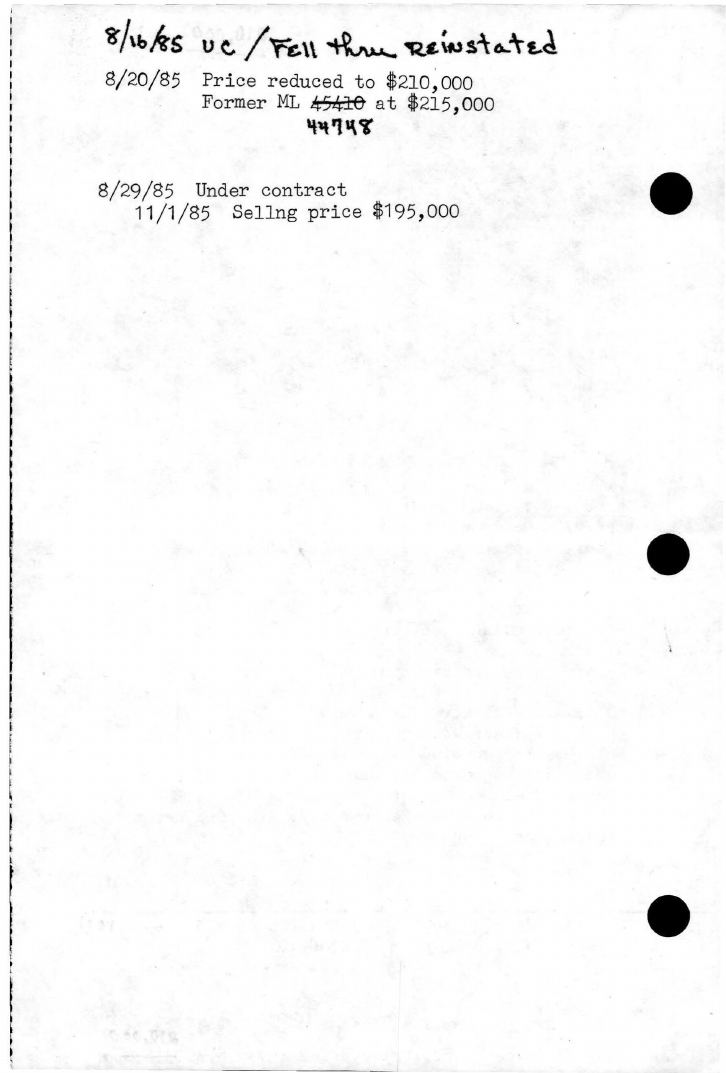 8/16/85 UC / Fell thru Reinstated
8/20/85 Price reduced to $210,000
Former ML 45410 at $215,000
44748
8/29/85 Under contract
11/1/85 Sellng price $195,000